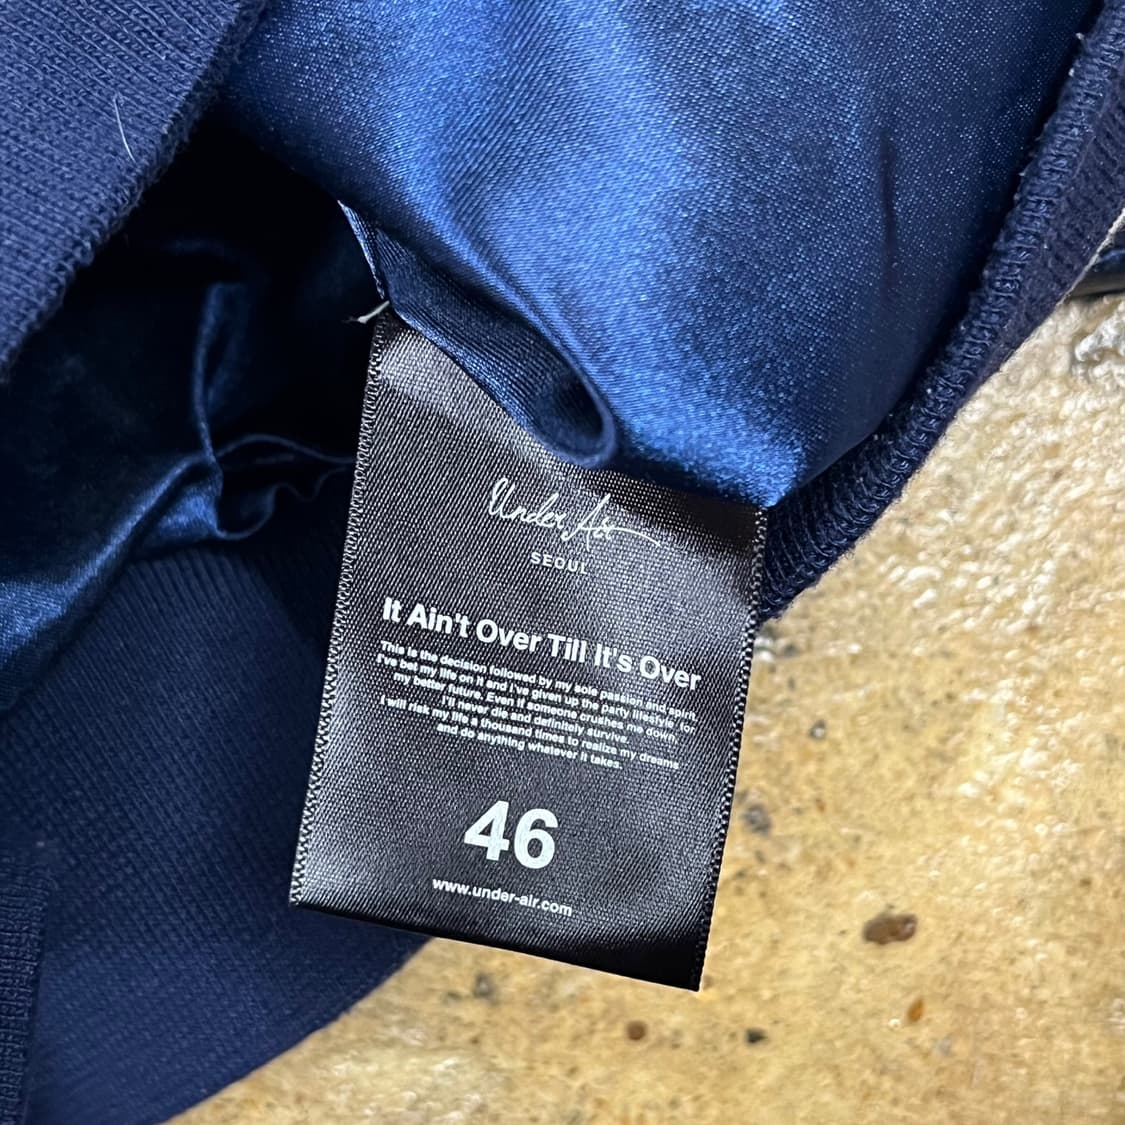 Under Air
SEOUL
It Ain't Over Till It's Over
This is the decision followed by my sole passion and spirit.
I've bet my life on it and I've given up the party lifestyle for
my better future. Even if someone crushes me down,
I'll never die and definitely survive.
I will risk my life a thousand times to realize my dreams
and do anything whatever it takes.
46
www.under-air.com